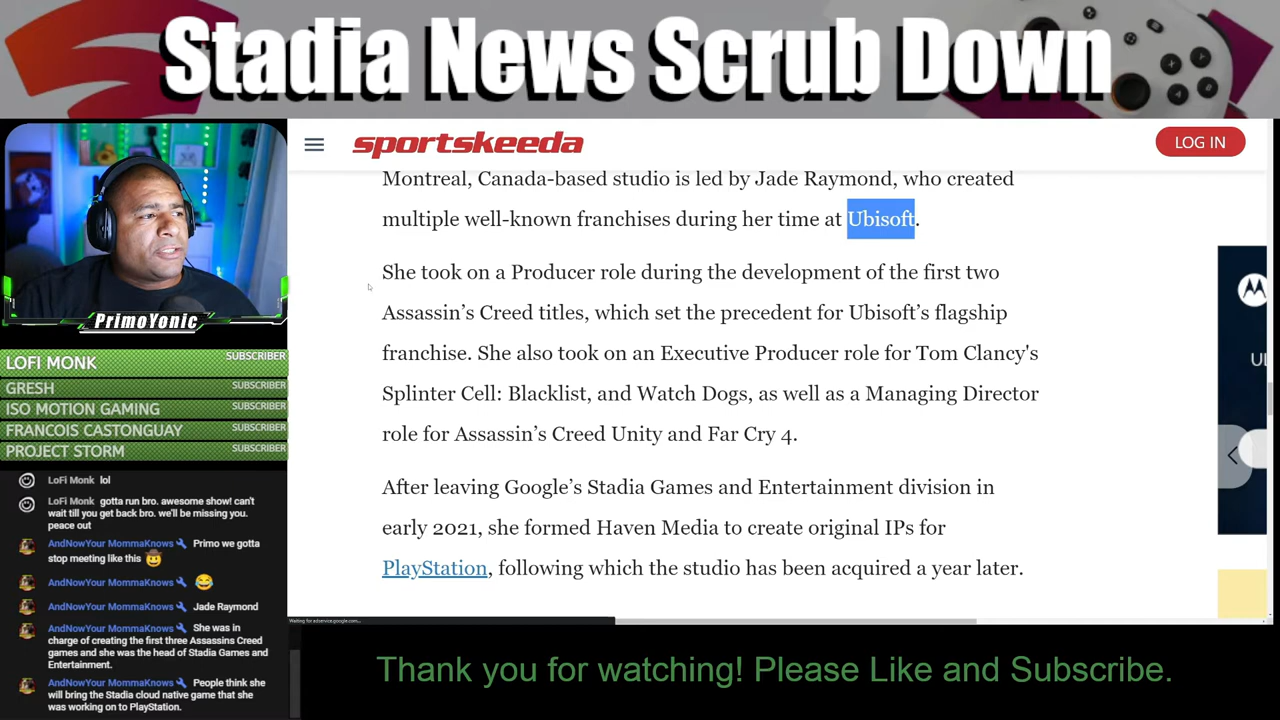 Stadia News Scrub Down
sportskeeda
LOG IN
Montreal, Canada-based studio is led by Jade Raymond, who created
multiple well-known franchises during her time at Ubisoft.
She took on a Producer role during the development of the first two
Assassin’s Creed titles, which set the precedent for Ubisoft’s flagship
franchise. She also took on an Executive Producer role for Tom Clancy's
Splinter Cell: Blacklist, and Watch Dogs, as well as a Managing Director
role for Assassin’s Creed Unity and Far Cry 4.
After leaving Google’s Stadia Games and Entertainment division in
early 2021, she formed Haven Media to create original IPs for
PlayStation, following which the studio has been acquired a year later.
Waiting for adservice.google.com...
PrimoYonic
LOFI MONK SUBSCRIBER
GRESH SUBSCRIBER
ISO MOTION GAMING SUBSCRIBER
FRANCOIS CASTONGUAY SUBSCRIBER
PROJECT STORM SUBSCRIBER
LoFi Monk lol
LoFi Monk gotta run bro. awesome show! can't
wait till you get back bro. we'll be missing you.
peace out
AndNowYour MommaKnows Primo we gotta
stop meeting like this
AndNowYour MommaKnows
AndNowYour MommaKnows Jade Raymond
AndNowYour MommaKnows She was in
charge of creating the first three Assassins Creed
games and she was the head of Stadia Games and
Entertainment.
AndNowYour MommaKnows People think she
will bring the Stadia cloud native game that she
was working on to PlayStation.
Thank you for watching! Please Like and Subscribe.